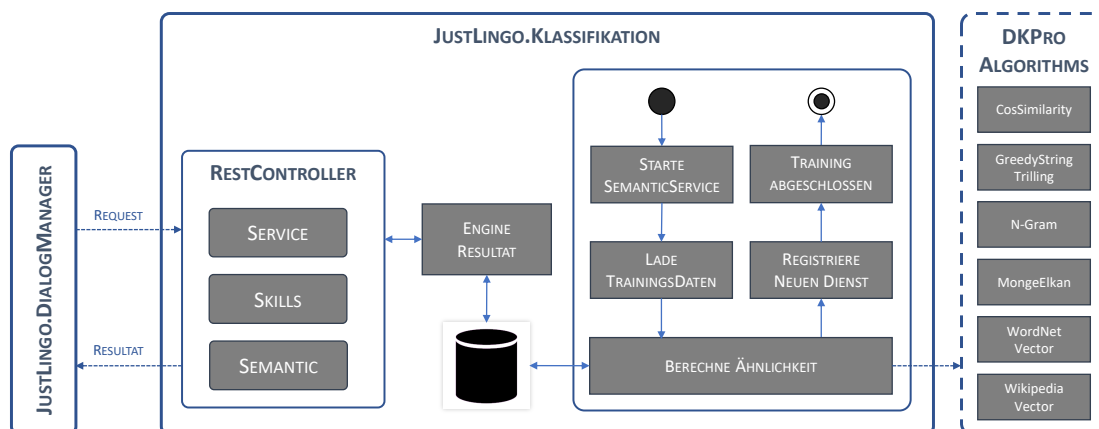 JustLingo.Klassifikation
DKPro
Algorithms
CosSimilarity
GreedyString
Trilling
N-Gram
MongeElkan
WordNet
Vector
Wikipedia
Vector
JustLingo.DialogManager
Request
Resultat
RestController
Service
Skills
Semantic
Engine
Resultat
Starte
SemanticService
Lade
TrainingsDaten
Training
abgeschlossen
Registriere
Neuen Dienst
Berechne Ähnlichkeit